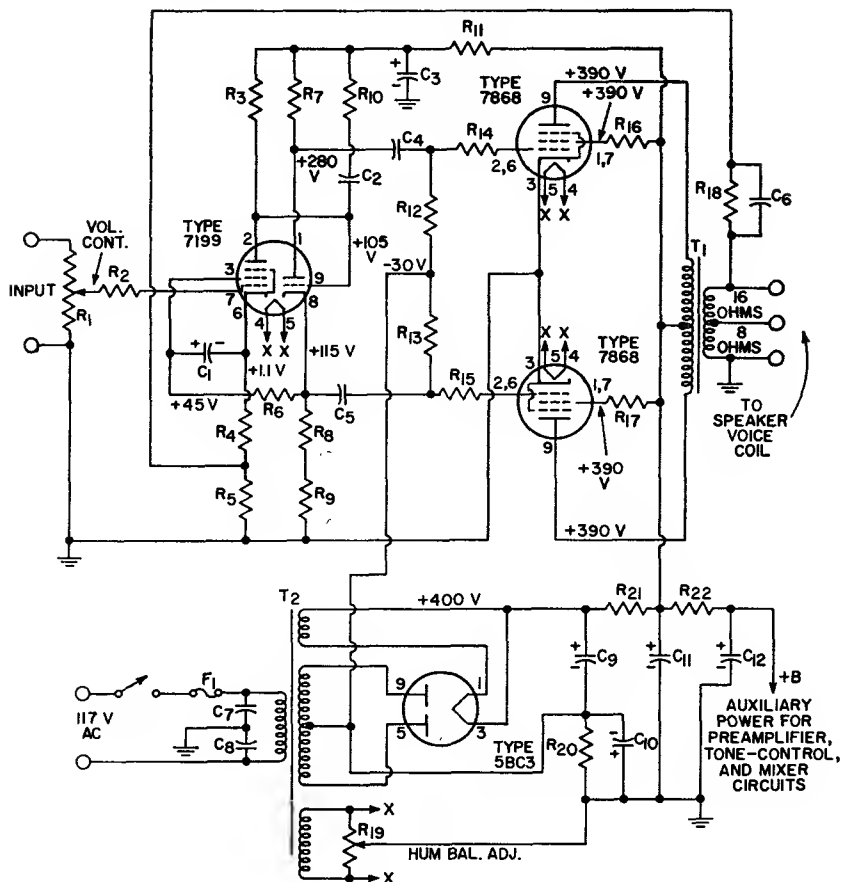 R11
TYPE
7868
+390 V
+390 V
R3
R7
R10
C3
+
-
9
R14
R16
C4
2,6
1,7
3
5
4
X X
+280
V
C2
R12
R18
C6
TYPE
7199
+105
V
-30V
T1
VOL.
CONT.
2
1
3
7
6
9
8
4
5
X X
INPUT
R2
R1
R13
16
OHMS
8
OHMS
+ -
C1
+1.1 V
+115 V
X X
3
5
4
TYPE
7868
+45V
R6
C5
R15
2,6
1,7
R17
9
+390
V
TO
SPEAKER
VOICE
COIL
R4
R8
R5
R9
+390 V
T2
+400 V
R21
R22
+
-
C9
+
-
C11
+
-
C12
+B
F1
117 V
AC
C7
C8
9
5
1
3
TYPE
5BC3
R20
-
+
C10
AUXILIARY
POWER FOR
PREAMPLIFIER,
TONE-CONTROL,
AND MIXER
CIRCUITS
X
R19
HUM BAL. ADJ.
X